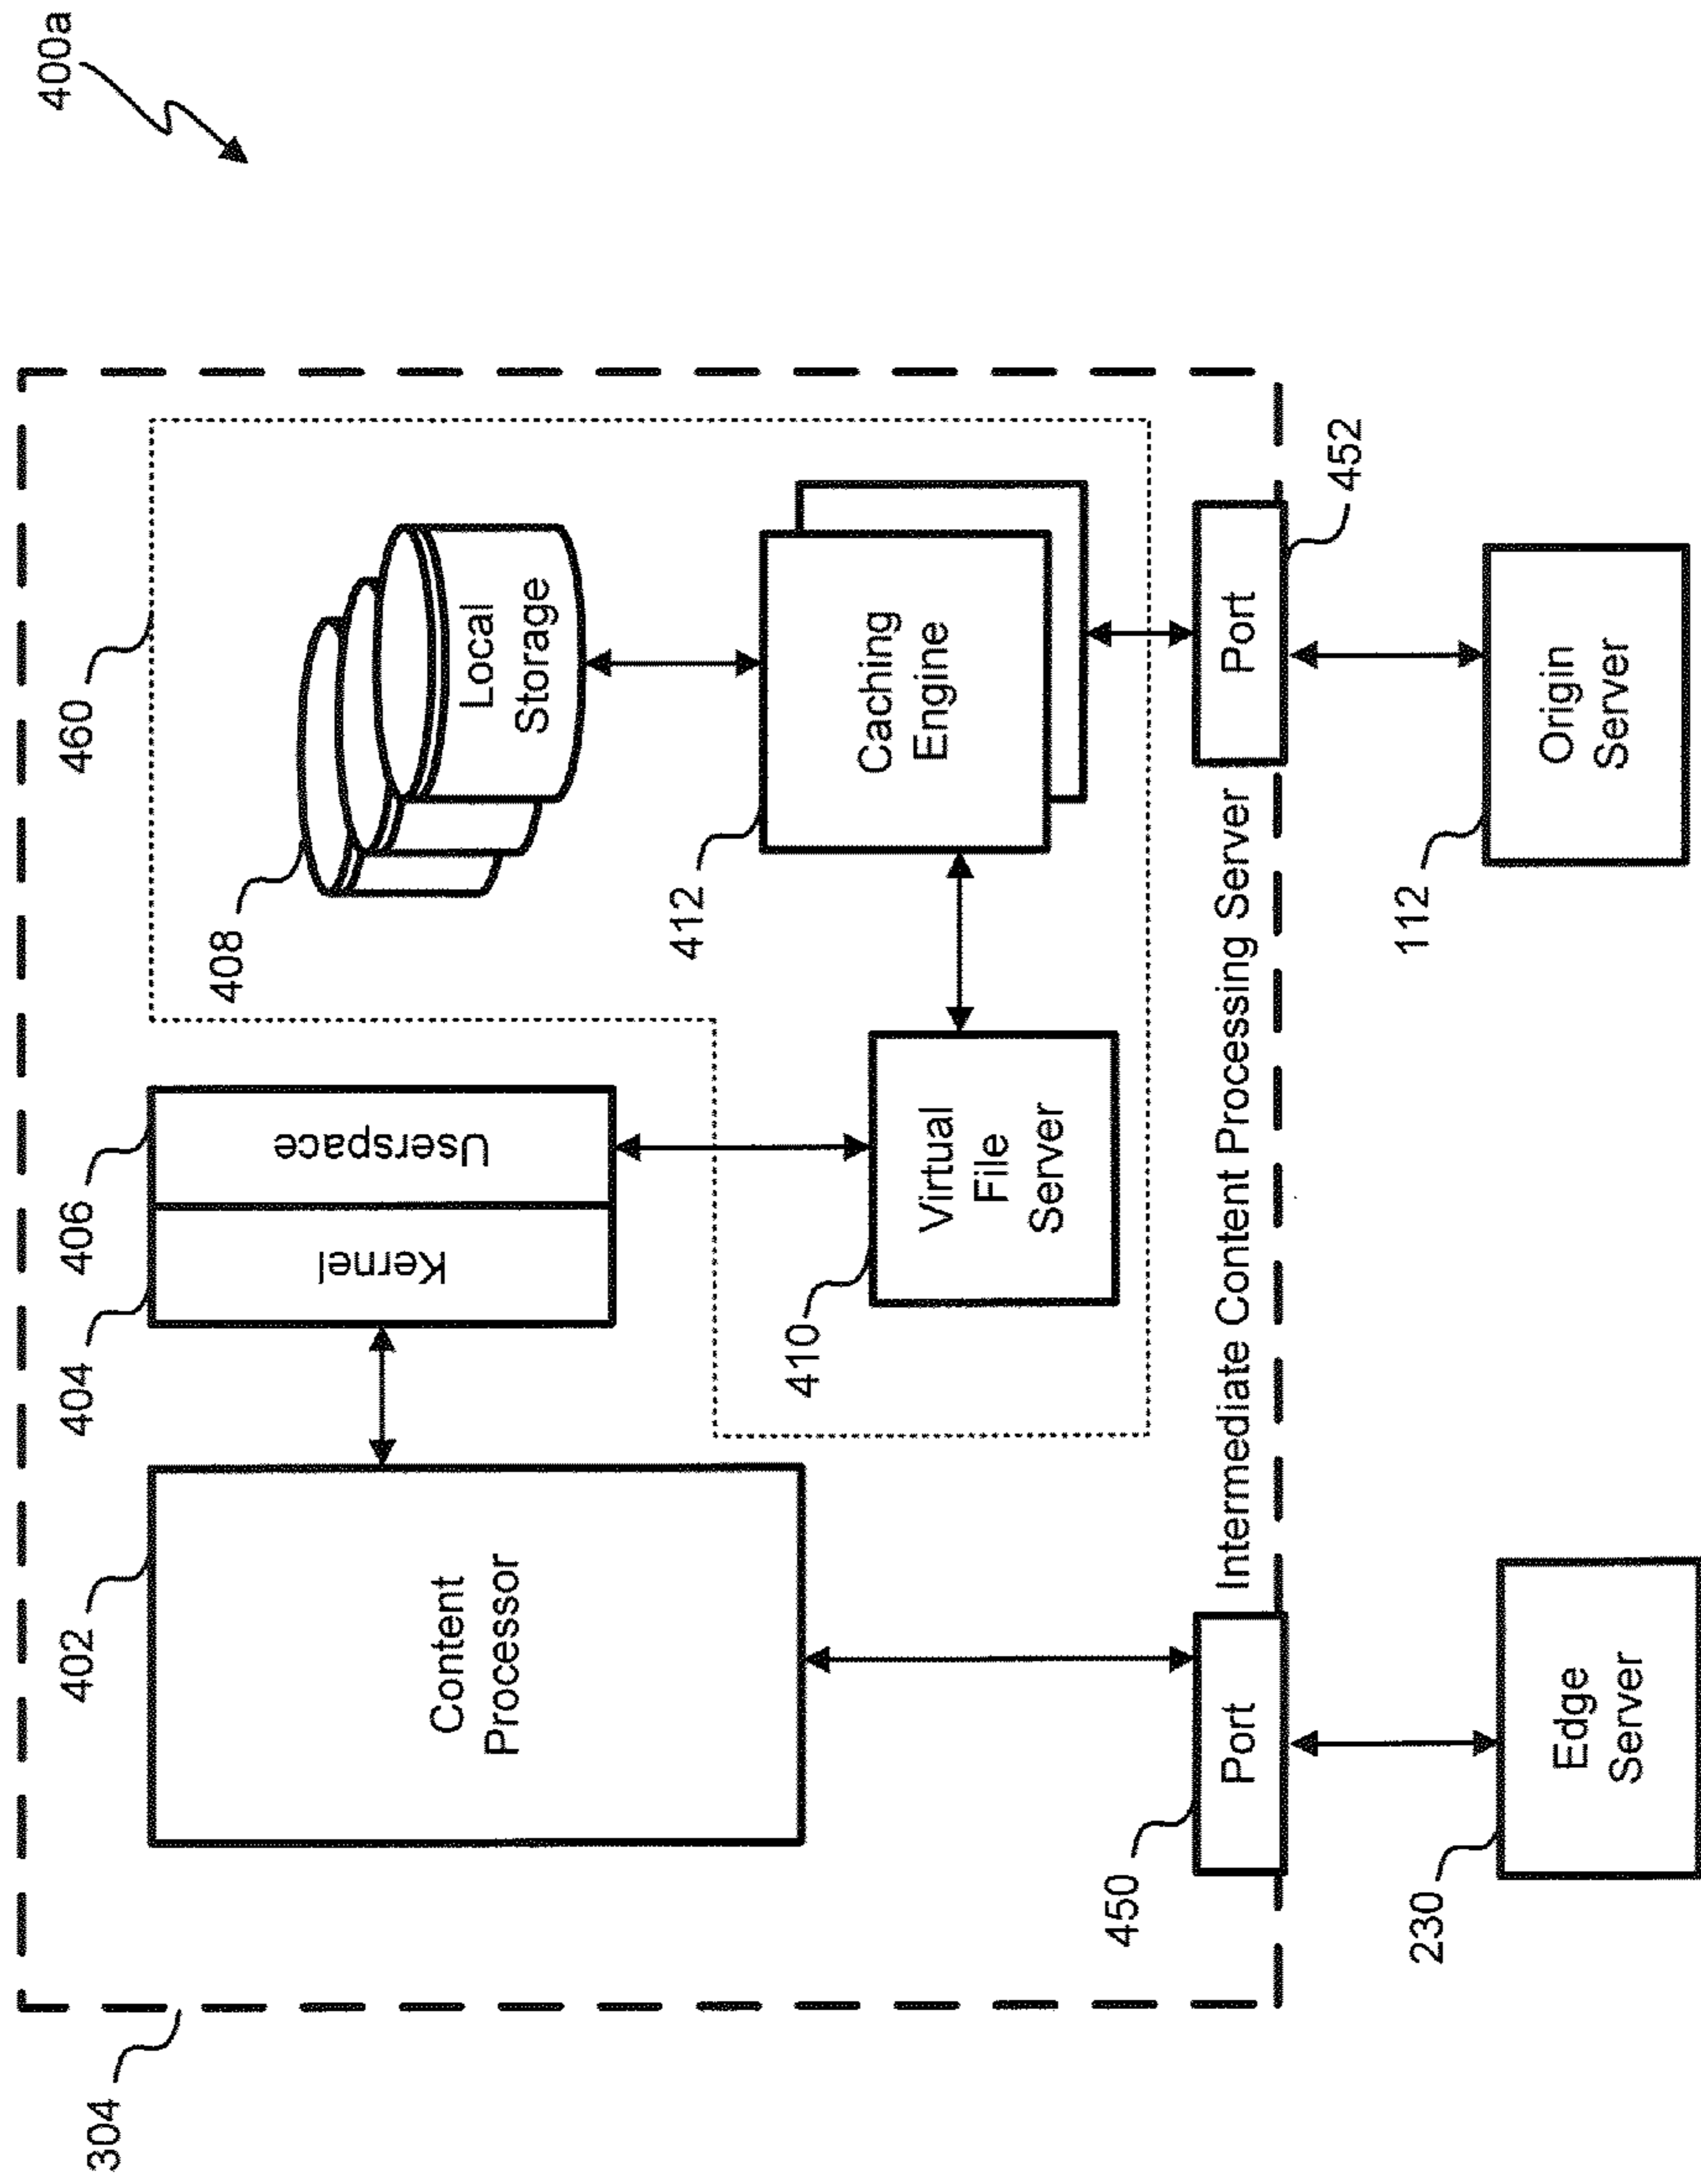 400a
304
402
404
406
460
Content
Processor
Kernel
Userspace
408
Local
Storage
410
Virtual
File
Server
412
Caching
Engine
450
Port
Intermediate Content Processing Server
Port
452
230
Edge
Server
112
Origin
Server